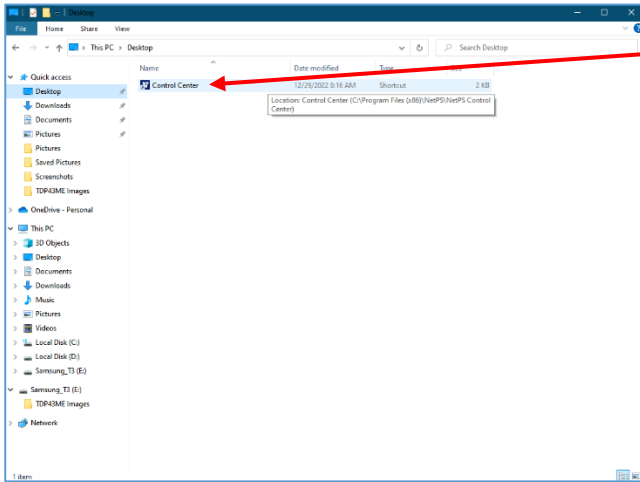 Desktop
File Home Share View
This PC Desktop
Search Desktop
Name Date modified Type
Quick access
Desktop
Downloads
Documents
Pictures
Pictures
Saved Pictures
Screenshots
TDP43ME Images
OneDrive - Personal
This PC
3D Objects
Desktop
Documents
Downloads
Music
Pictures
Videos
Local Disk (C:)
Local Disk (D:)
Samsung_T3 (E:)
Samsung_T3 (E:)
TDP43ME Images
Network
Control Center 12/29/2022 8:16 AM Shortcut 2 KB
Location: Control Center (C:\Program Files (x86)\NetPS\NetPS Control
Center)
1 item